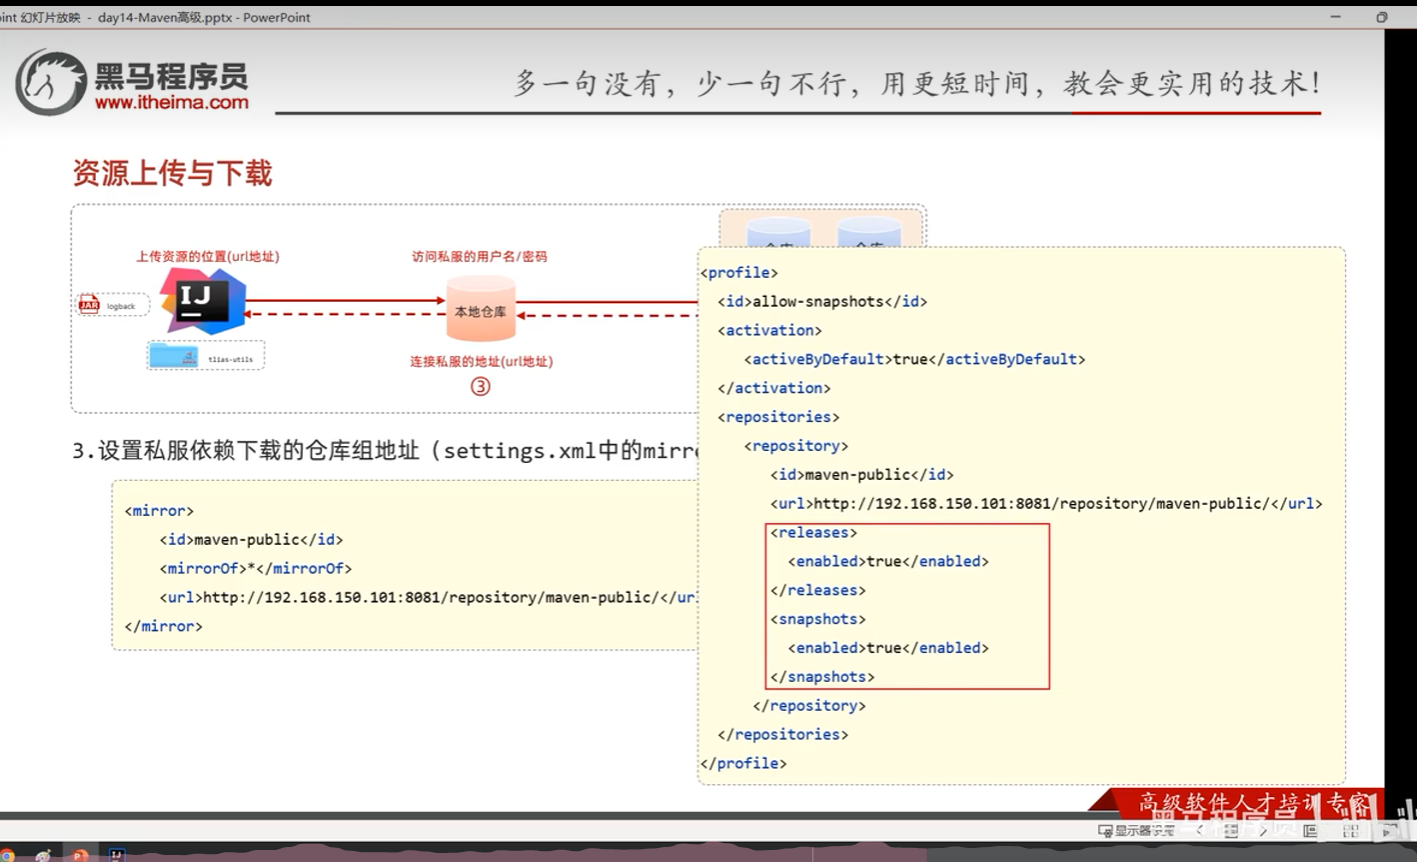 int 幻灯片放映 - day14-Maven高级.pptx - PowerPoint
黑马程序员
www.itheima.com
多一句没有，少一句不行，用更短时间，教会更实用的技术！
资源上传与下载
上传资源的位置(url地址)
访问私服的用户名/密码
JAR
logback
IJ
本地仓库
tlias-utils
连接私服的地址(url地址)
③
3.设置私服依赖下载的仓库组地址（settings.xml中的mirr
<mirror>
<id>maven-public</id>
<mirrorOf>*</mirrorOf>
<url>http://192.168.150.101:8081/repository/maven-public/</ur
</mirror>
<profile>
<id>allow-snapshots</id>
<activation>
<activeByDefault>true</activeByDefault>
</activation>
<repositories>
<repository>
<id>maven-public</id>
<url>http://192.168.150.101:8081/repository/maven-public/</url>
<releases>
<enabled>true</enabled>
</releases>
<snapshots>
<enabled>true</enabled>
</snapshots>
</repository>
</repositories>
</profile>
高级软件人才培训专家
黑马程序员
显示器设置